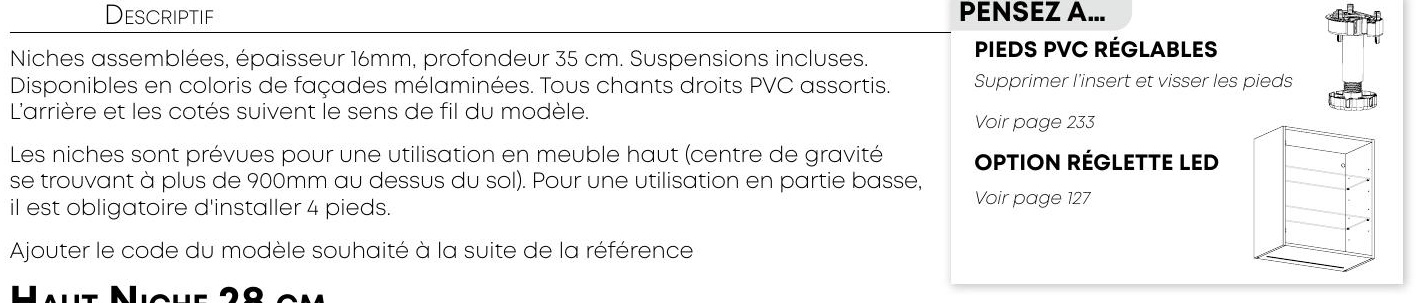 Descriptif
Niches assemblées, épaisseur 16mm, profondeur 35 cm. Suspensions incluses.
Disponibles en coloris de façades mélaminées. Tous chants droits PVC assortis.
L'arrière et les cotés suivent le sens de fil du modèle.
Les niches sont prévues pour une utilisation en meuble haut (centre de gravité
se trouvant à plus de 900mm au dessus du sol). Pour une utilisation en partie basse,
il est obligatoire d'installer 4 pieds.
Ajouter le code du modèle souhaité à la suite de la référence
Haut Niche 28 cm
PENSEZ A...
PIEDS PVC RÉGLABLES
Supprimer l'insert et visser les pieds
Voir page 233
OPTION RÉGLETTE LED
Voir page 127